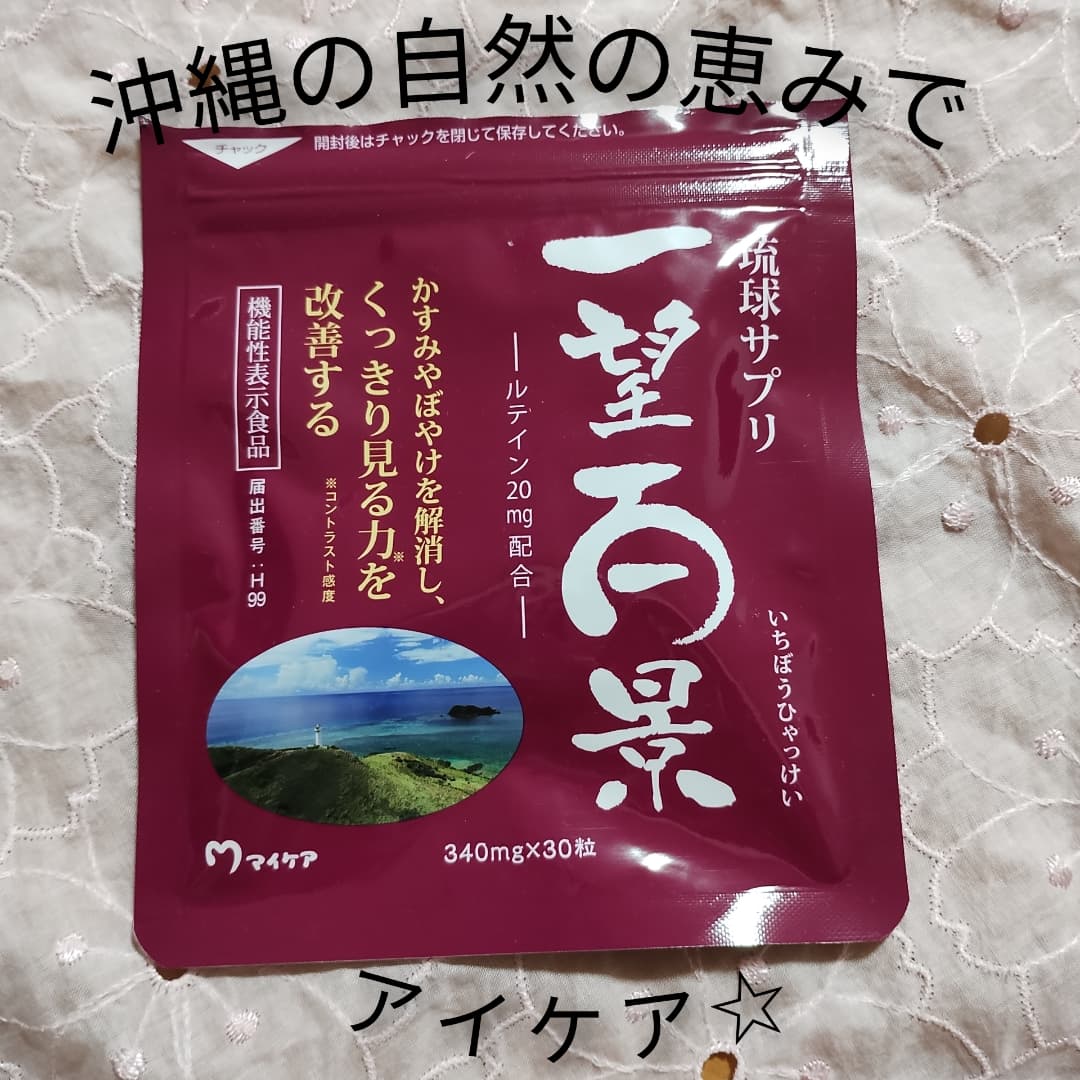 沖縄の自然の恵みで
チャック
開封後はチャックを閉じて保存してください。
琉球サプリ
一望百景
いちぼうひゃっけい
ルテイン20mg配合
かすみやぼやけを解消し、
くっきり見る力を※
改善する
※コントラスト感度
機能性表示食品
届出番号:H99
マイケア
340mg×30粒
アイケア☆